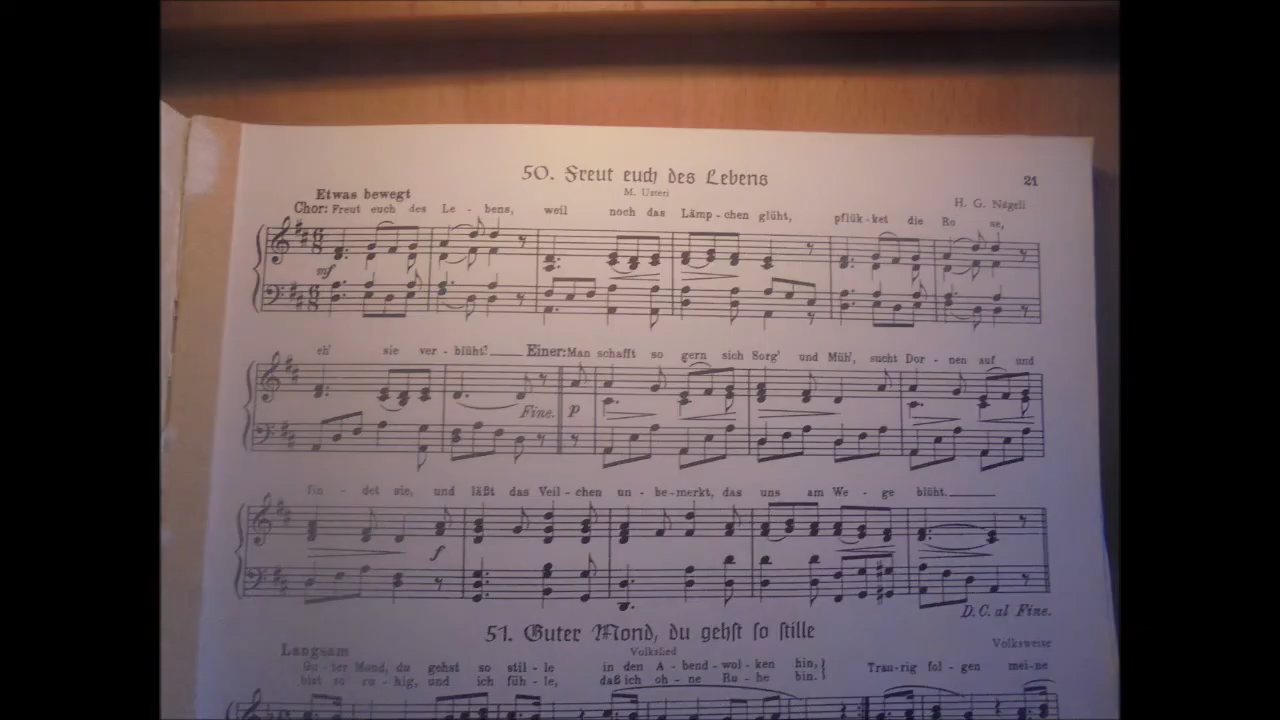 50. Freut euch des Lebens
21
M. Usteri
Etwas bewegt
H. G. Nägeli
Chor: Freut euch des Le - bens, weil noch das Lämp - chen glüht, pflük - ket die Ro se,
mf
eh' sie ver - blüht? Einer: Man schafft so gern sich Sorg' und Müh', sucht Dor - nen auf und
Fine. p
fin - det sie, und läßt das Veil - chen un - be - merkt, das uns am We - ge blüht.
f
D.C. al Fine.
51. Guter Mond, du gehst so stille
Langsam
Volkslied
Volksweise
Gu - ter Mond, du gehst so stil - le in den A - bend - wol - ken hin, Trau - rig fol - gen mei - ne
bist so ru - hig, und ich füh - le, daß ich oh - ne Ru - he bin.